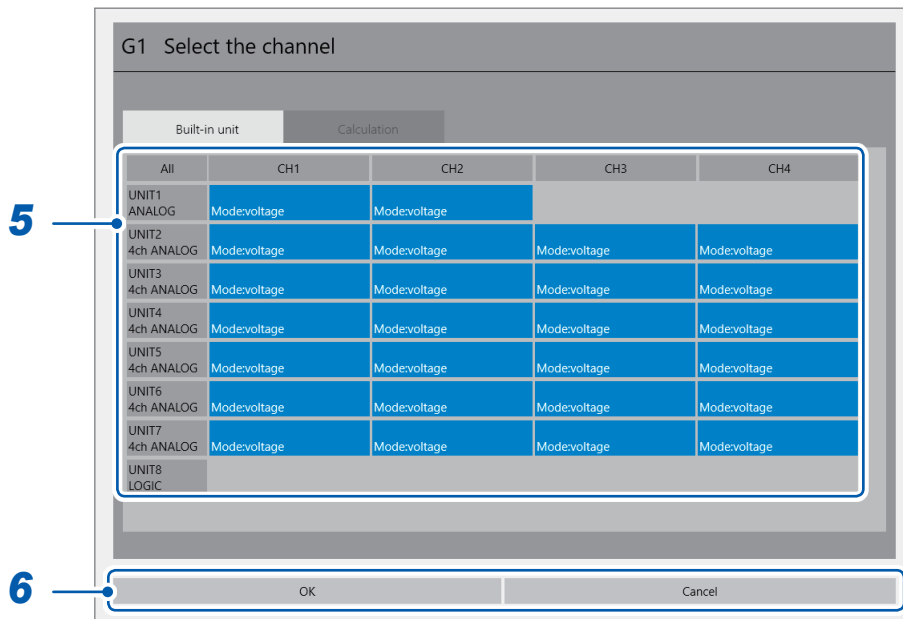 G1 Select the channel
Built-in unit Calculation
All CH1 CH2 CH3 CH4
UNIT1
ANALOG Mode:voltage Mode:voltage
UNIT2
4ch ANALOG Mode:voltage Mode:voltage Mode:voltage Mode:voltage
UNIT3
4ch ANALOG Mode:voltage Mode:voltage Mode:voltage Mode:voltage
UNIT4
4ch ANALOG Mode:voltage Mode:voltage Mode:voltage Mode:voltage
UNIT5
4ch ANALOG Mode:voltage Mode:voltage Mode:voltage Mode:voltage
UNIT6
4ch ANALOG Mode:voltage Mode:voltage Mode:voltage Mode:voltage
UNIT7
4ch ANALOG Mode:voltage Mode:voltage Mode:voltage Mode:voltage
UNIT8
LOGIC
5
6
OK Cancel